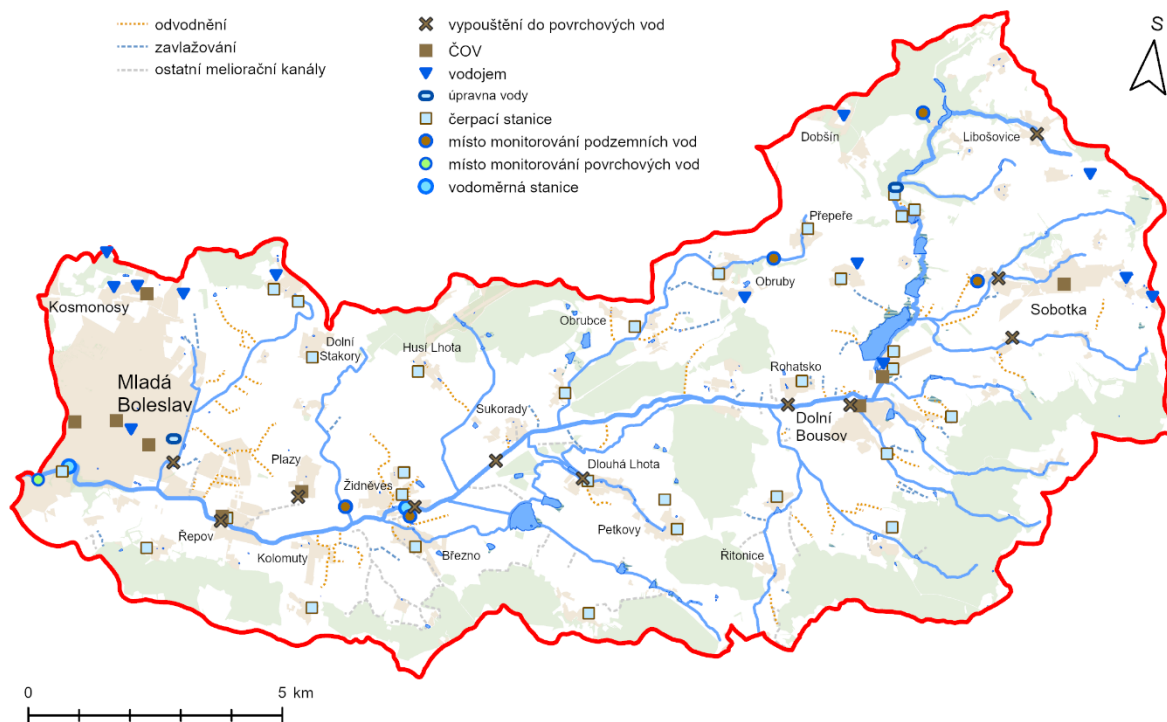 odvodnění
zavlažování
ostatní meliorační kanály
vypouštění do povrchových vod
ČOV
vodojem
úpravna vody
čerpací stanice
místo monitorování podzemních vod
místo monitorování povrchových vod
vodoměrná stanice
S
Dobšín
Libošovice
Přepeře
Obruby
Sobotka
Kosmonosy
Obrubce
Dolní
Stakory
Husí Lhota
Rohatsko
Mladá
Boleslav
Sukorady
Dolní
Bousov
Plazy
Židněves
Dlouhá Lhota
Řepov
Kolomuty
Březno
Petkovy
Řitonice
0
5 km